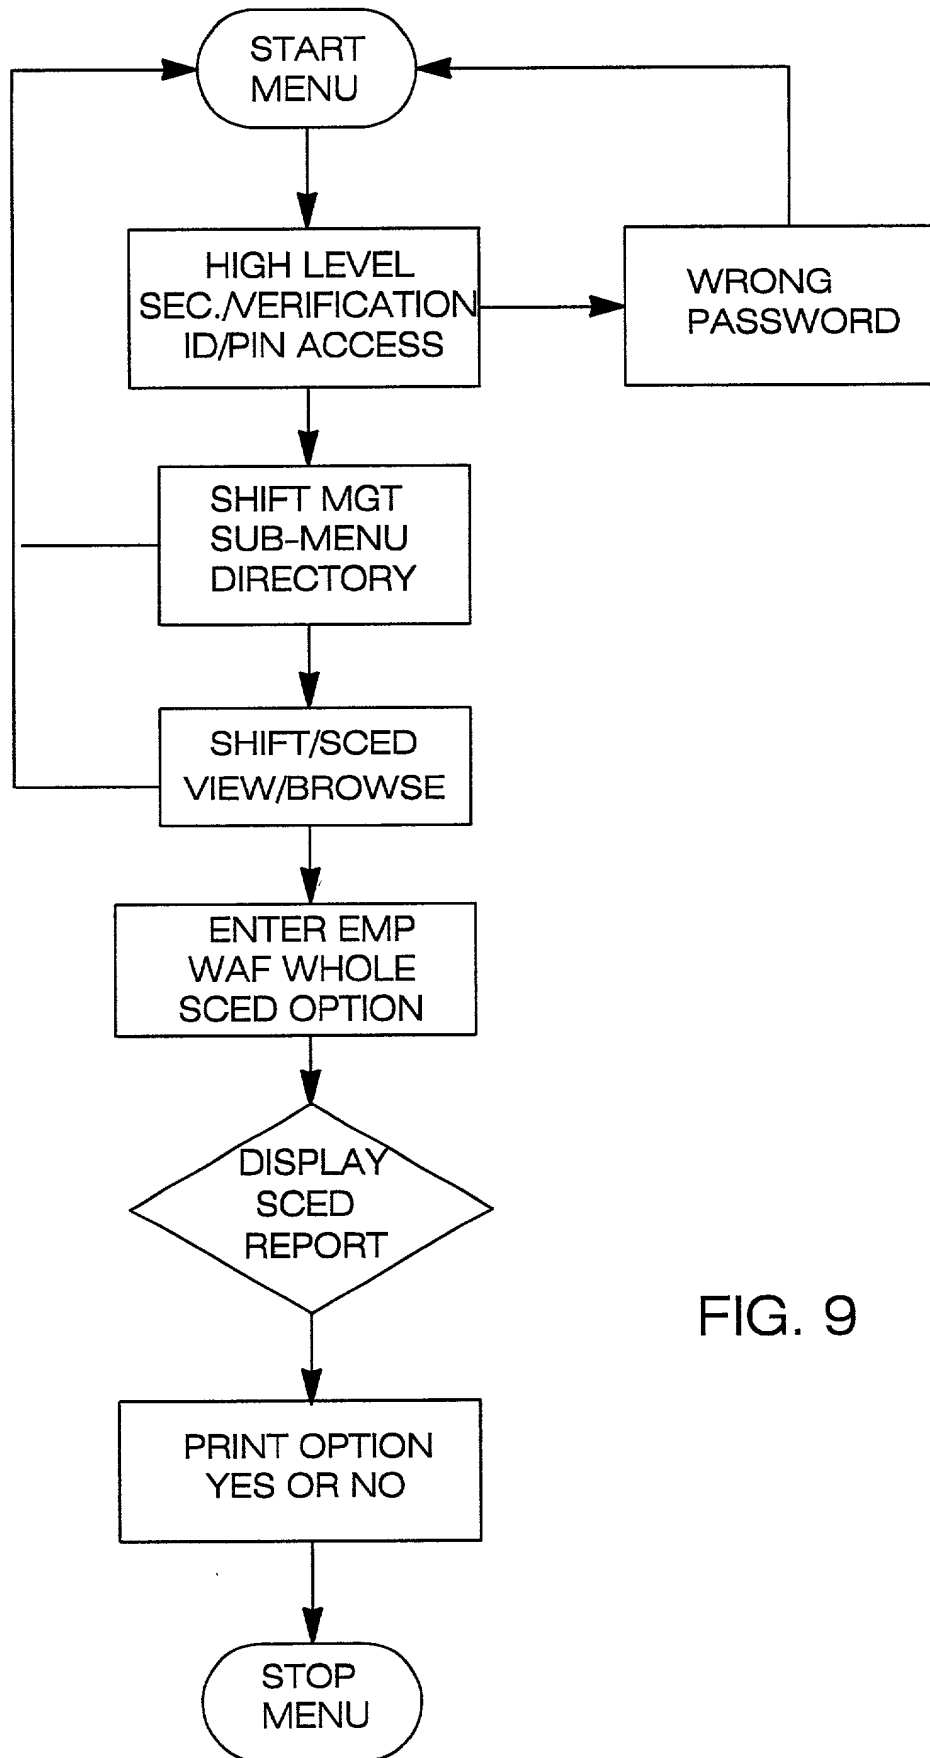 START
MENU
HIGH LEVEL
SEC./VERIFICATION
ID/PIN ACCESS
WRONG
PASSWORD
SHIFT MGT
SUB-MENU
DIRECTORY
SHIFT/SCED
VIEW/BROWSE
ENTER EMP
WAF WHOLE
SCED OPTION
DISPLAY
SCED
REPORT
FIG. 9
PRINT OPTION
YES OR NO
STOP
MENU